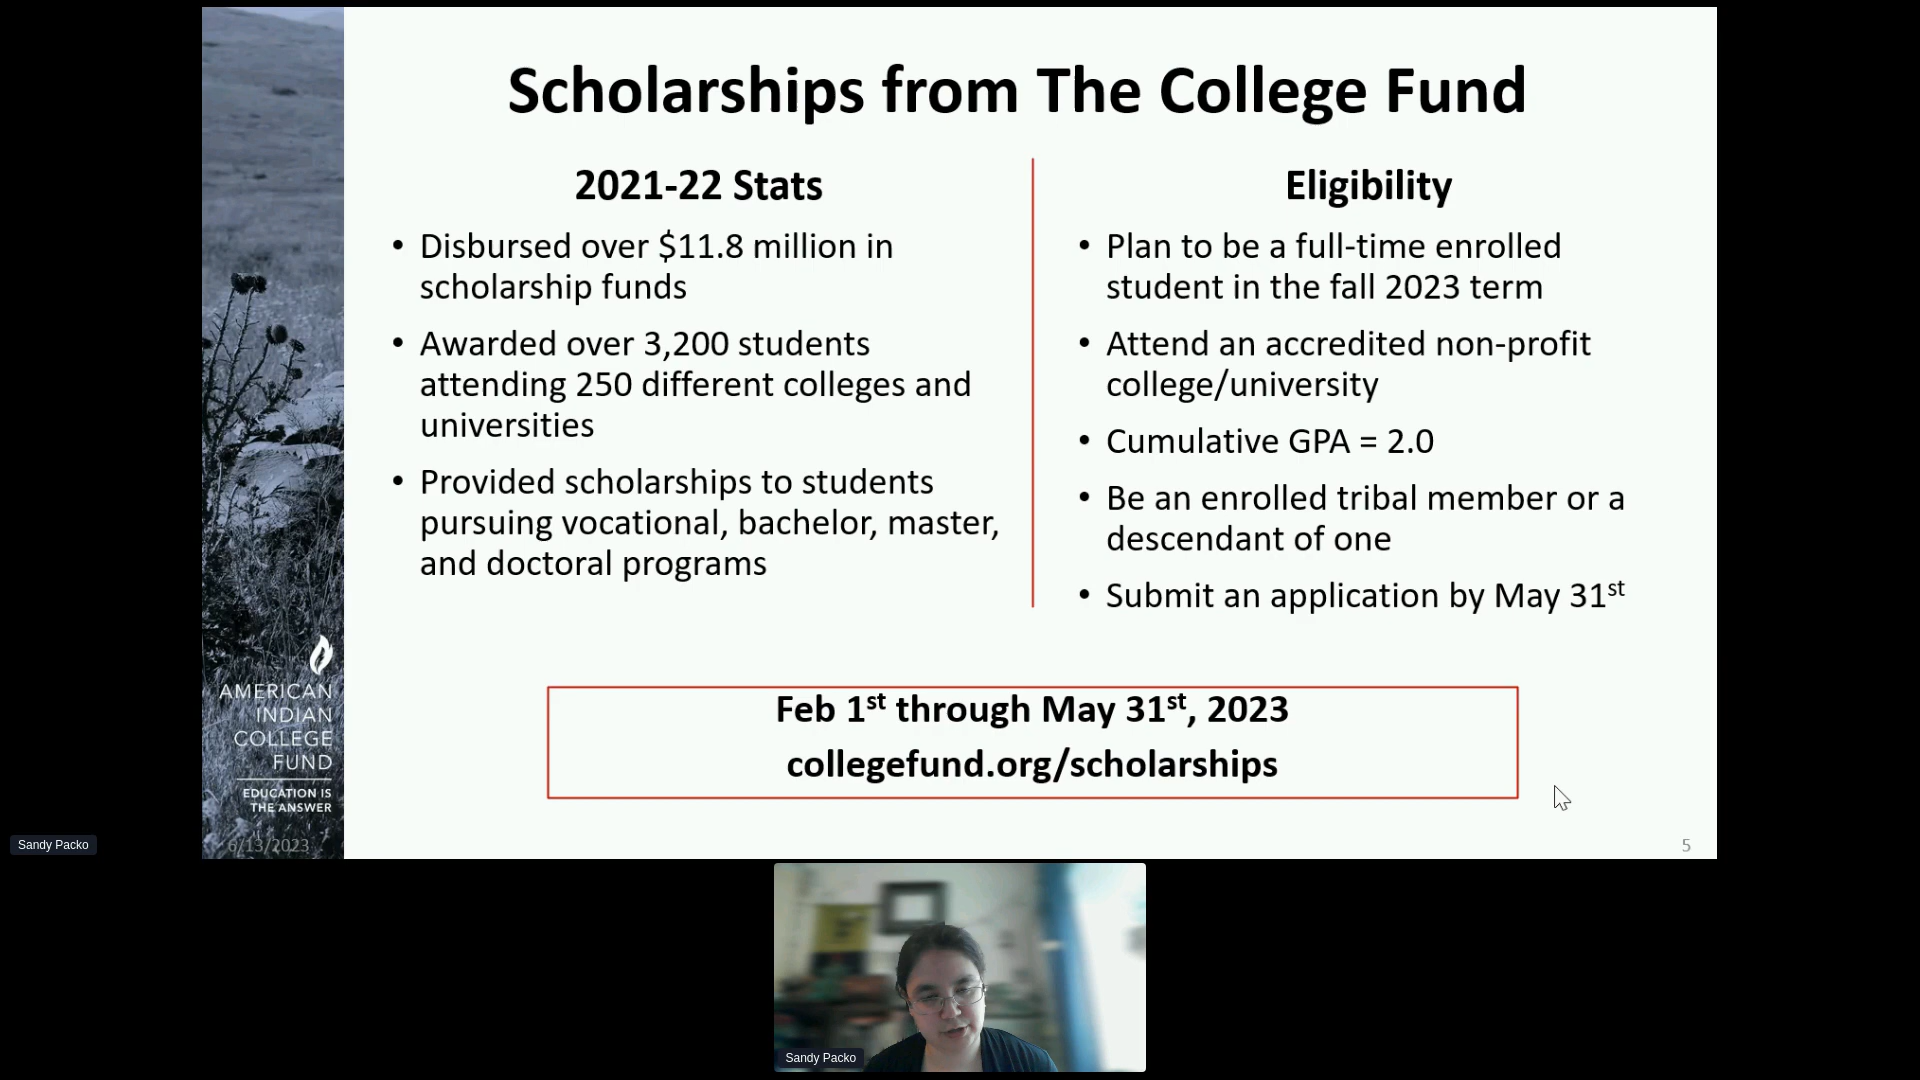 Scholarships from The College Fund
2021-22 Stats
• Disbursed over $11.8 million in
scholarship funds
• Awarded over 3,200 students
attending 250 different colleges and
universities
• Provided scholarships to students
pursuing vocational, bachelor, master,
and doctoral programs
Eligibility
• Plan to be a full-time enrolled
student in the fall 2023 term
• Attend an accredited non-profit
college/university
• Cumulative GPA = 2.0
• Be an enrolled tribal member or a
descendant of one
• Submit an application by May 31st
Feb 1st through May 31st, 2023
collegefund.org/scholarships
AMERICAN
INDIAN
COLLEGE
FUND
EDUCATION IS
THE ANSWER
6/13/2023
5
Sandy Packo
Sandy Packo